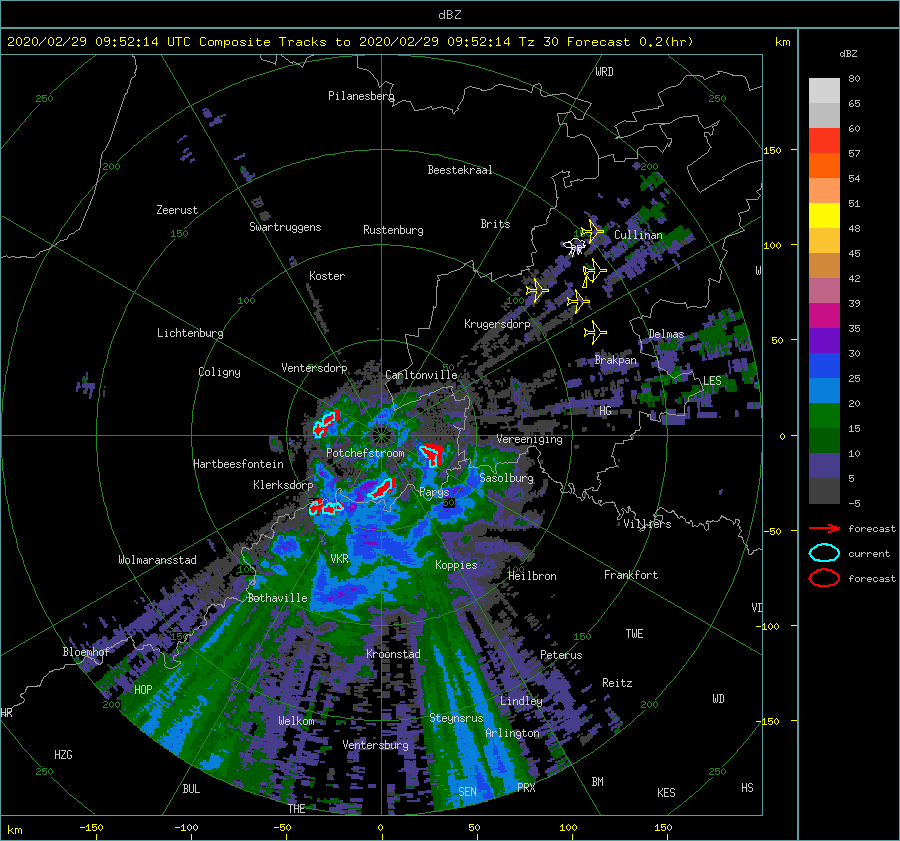 dBZ
2020/02/29 09:52:14 UTC Composite Tracks to 2020/02/29 09:52:14 Tz 30 Forecast 0.2(hr)
km
dBZ
80
65
60
57
54
51
48
45
42
39
35
30
25
20
15
10
5
-5
forecast
current
forecast
WRD
Pilanesberg
250
250
150
200
200
Beestekraal
Zeerust
Swartruggens
Rustenburg
Brits
150
Cullinan
100
Koster
100
100
Krugersdorp
Lichtenburg
Delmas
50
Brakpan
Coligny
Ventersdorp
Carltonville
LES
HG
Vereeniging
0
Potchefstroom
Hartbeesfontein
Klerksdorp
Parys
Sasolburg
50
Villiers
-50
Wolmaransstad
VKR
Koppies
100
100
Heilbron
Frankfort
Bothaville
VD
-100
150
150
TWE
Bloemhof
Kroonstad
Peterus
Reitz
HOP
WD
200
200
Lindley
HR
Welkom
Steynsrus
-150
Arlington
Ventersburg
HZG
250
250
BUL
SEN
PRX
BM
KES
HS
THE
km
-150
-100
-50
0
50
100
150